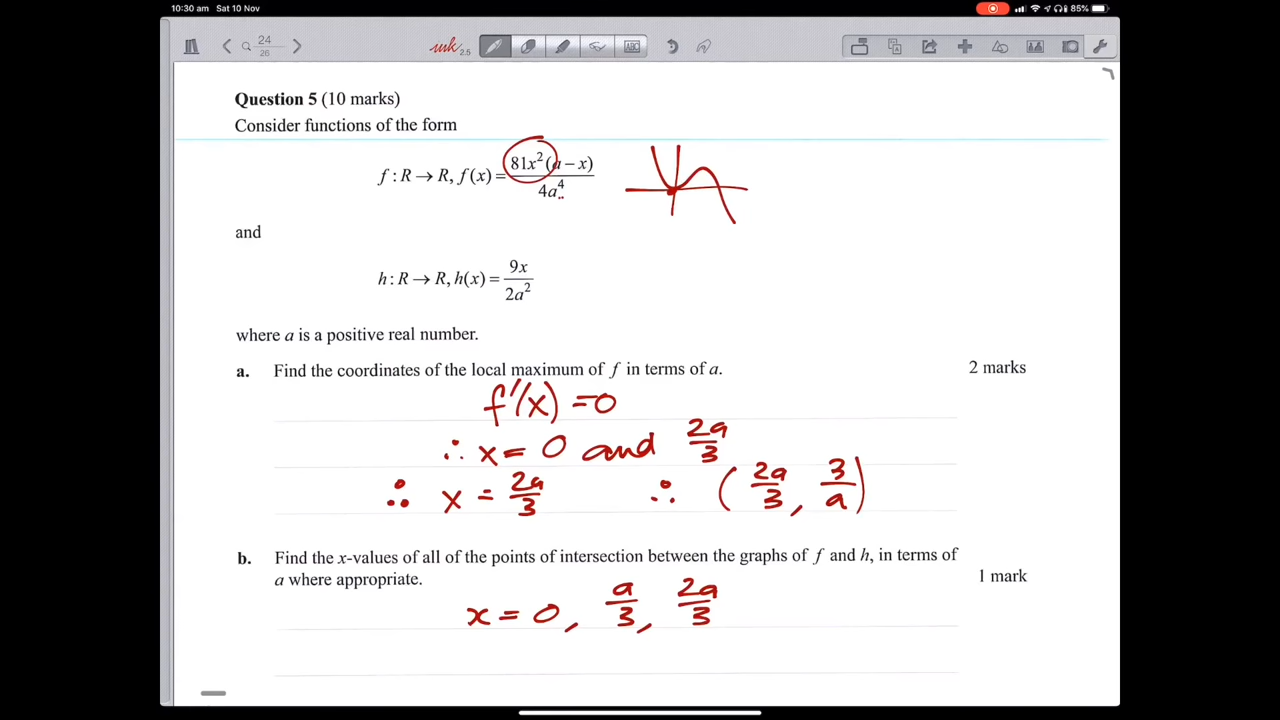 10:30 am Sat 10 Nov 85%
24
26
mk 2.5
ABC
Question 5 (10 marks)
Consider functions of the form
f : R → R, f(x) = 81x²(a − x) / 4a⁴
and
h : R → R, h(x) = 9x / 2a²
where a is a positive real number.
a. Find the coordinates of the local maximum of f in terms of a. 2 marks
f'(x) = 0
∴ x = 0 and 2a/3
∴ x = 2a/3 ∴ (2a/3, 3/a)
b. Find the x-values of all of the points of intersection between the graphs of f and h, in terms of
a where appropriate. 1 mark
x = 0, a/3, 2a/3